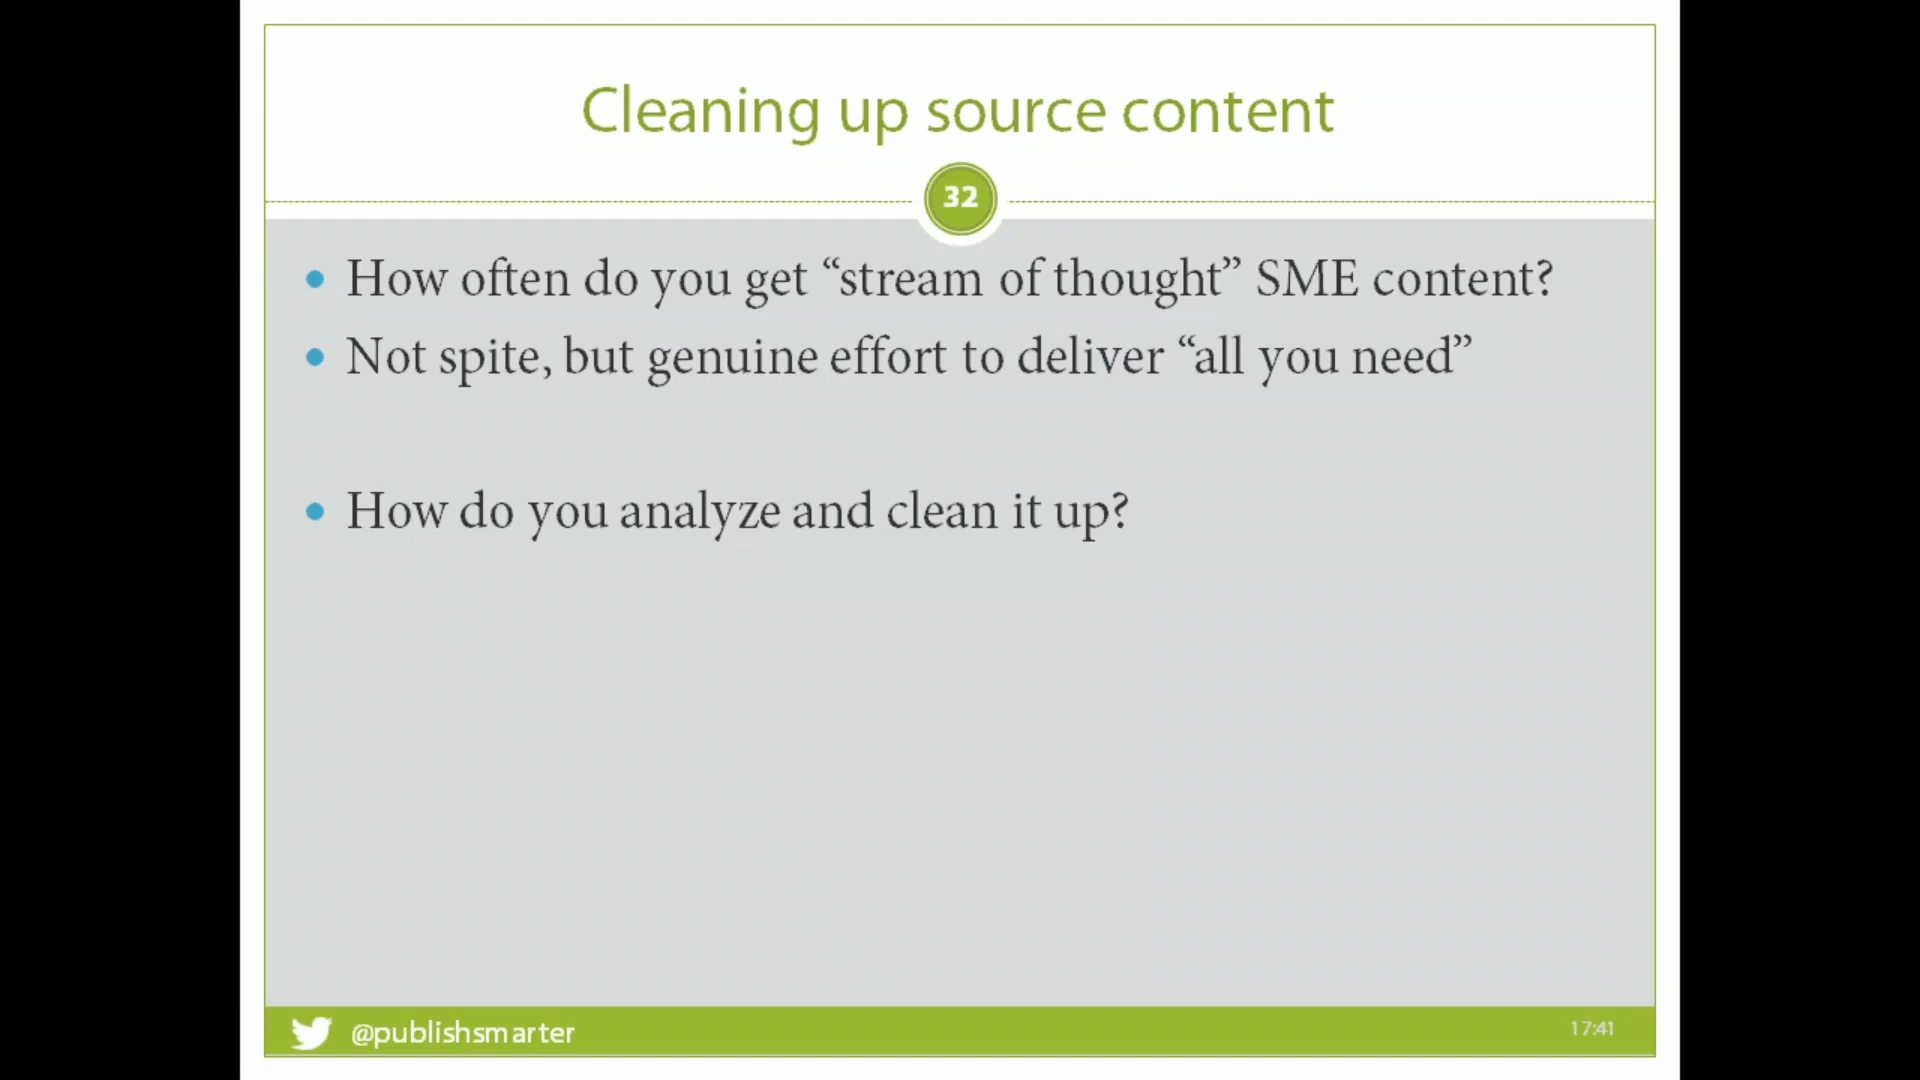 Cleaning up source content
32
• How often do you get “stream of thought” SME content?
• Not spite, but genuine effort to deliver “all you need”
• How do you analyze and clean it up?
@publishsmarter
17:41